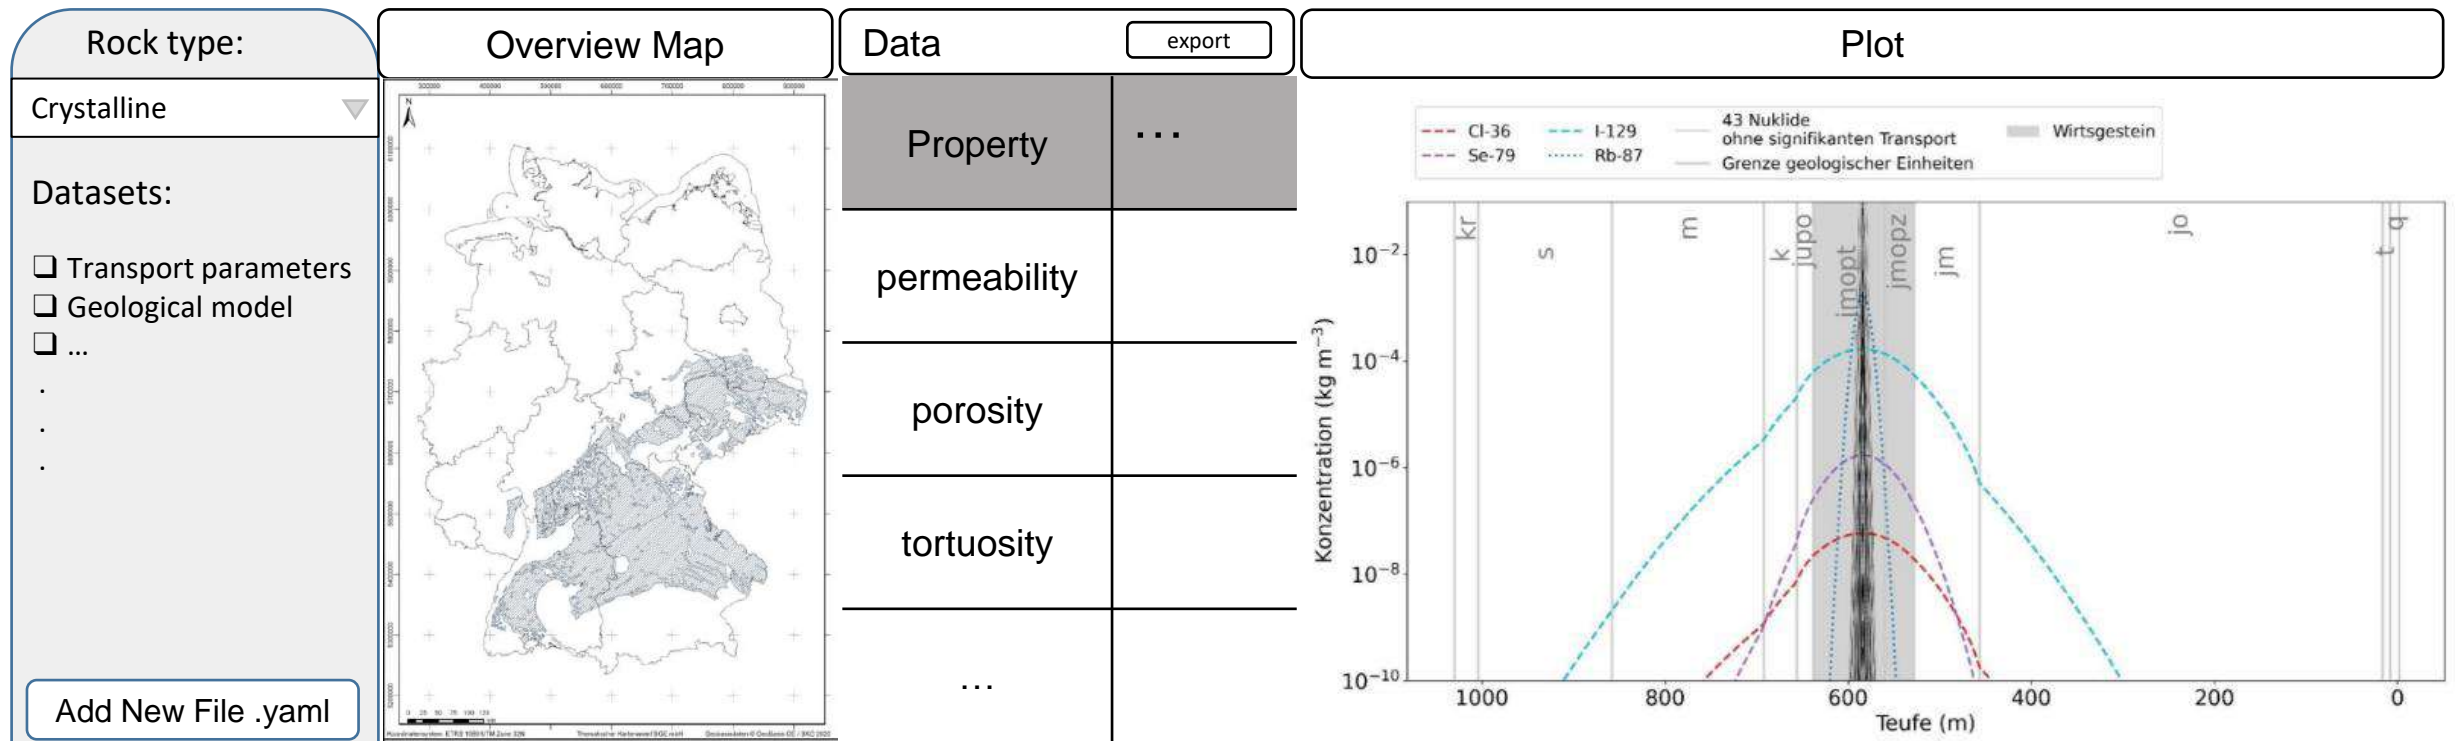 Rock type:
Crystalline
Datasets:
❑ Transport parameters
❑ Geological model
❑ ...
.
.
.
Add New File .yaml
Overview Map
N
Data
export
Property
...
permeability
porosity
tortuosity
...
Plot
Cl-36
Se-79
I-129
Rb-87
43 Nuklide
ohne signifikanten Transport
Grenze geologischer Einheiten
Wirtsgestein
kr
s
m
k
jupo
jmopt
jmopz
jm
jo
t
q
Konzentration (kg m⁻³)
10⁻²
10⁻⁴
10⁻⁶
10⁻⁸
10⁻¹⁰
1000 800 600 400 200 0
Teufe (m)